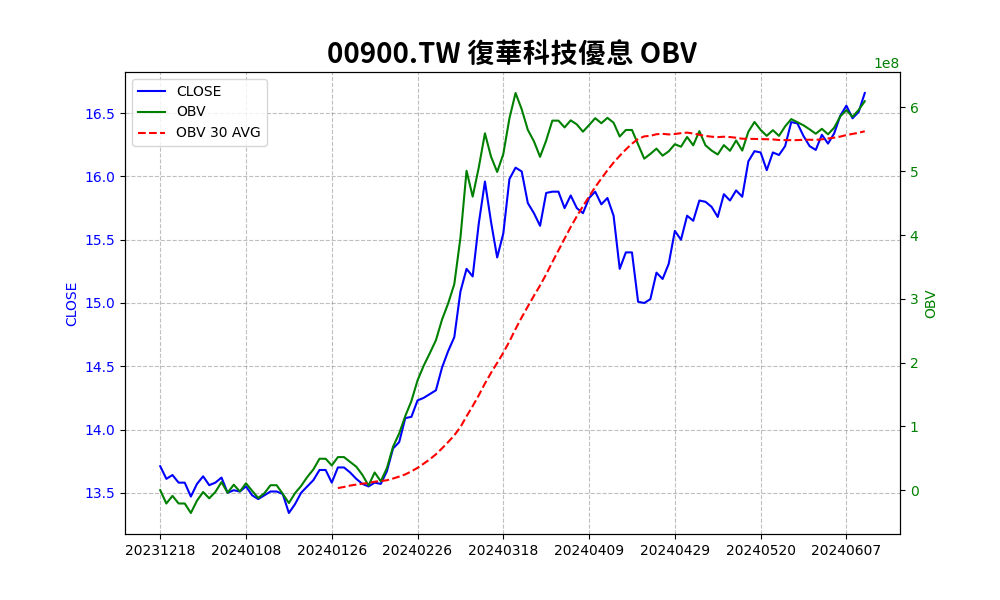 00900.TW 復華科技優息 OBV
1e8
CLOSE
OBV
OBV 30 AVG
16.5
16.0
15.5
15.0
14.5
14.0
13.5
CLOSE
6
5
4
3
2
1
0
OBV
20231218 20240108 20240126 20240226 20240318 20240409 20240429 20240520 20240607